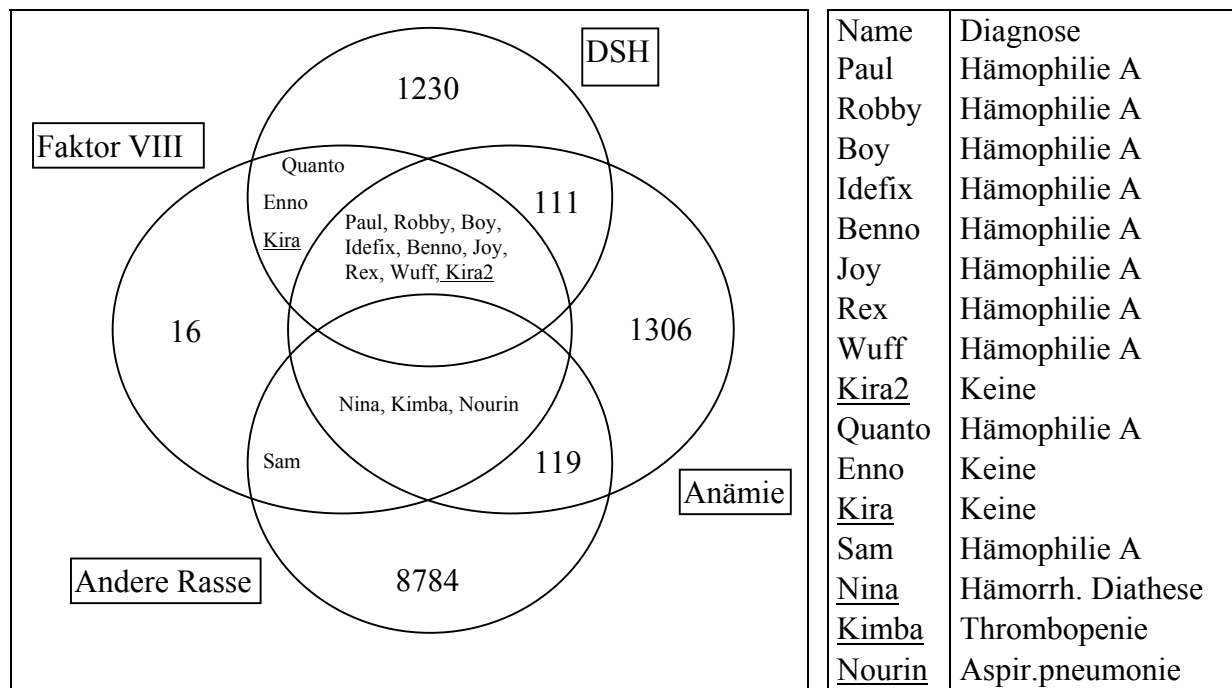 DSH
1230
Faktor VIII
Quanto
Enno
Kira
111
Paul, Robby, Boy,
Idefix, Benno, Joy,
Rex, Wuff, Kira2
16
1306
Nina, Kimba, Nourin
Sam
119
Anämie
Andere Rasse
8784
Name Diagnose
Paul Hämophilie A
Robby Hämophilie A
Boy Hämophilie A
Idefix Hämophilie A
Benno Hämophilie A
Joy Hämophilie A
Rex Hämophilie A
Wuff Hämophilie A
Kira2 Keine
Quanto Hämophilie A
Enno Keine
Kira Keine
Sam Hämophilie A
Nina Hämorrh. Diathese
Kimba Thrombopenie
Nourin Aspir.pneumonie